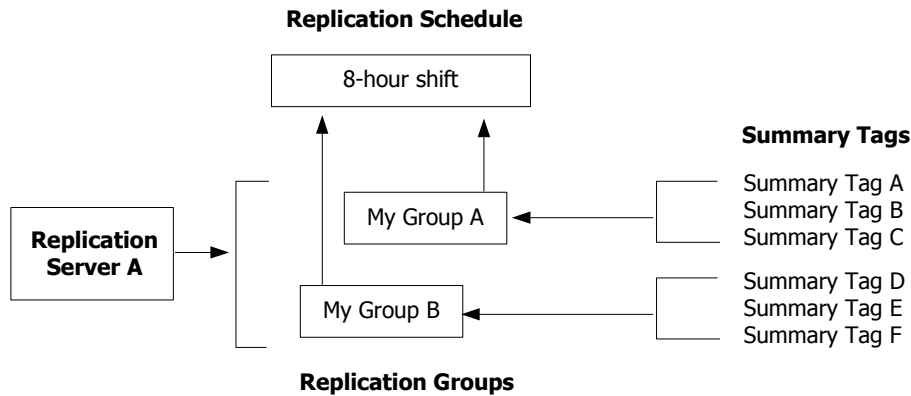 Replication Schedule
8-hour shift
Summary Tags
Summary Tag A
Summary Tag B
Summary Tag C
My Group A
Replication
Server A
Summary Tag D
Summary Tag E
Summary Tag F
My Group B
Replication Groups